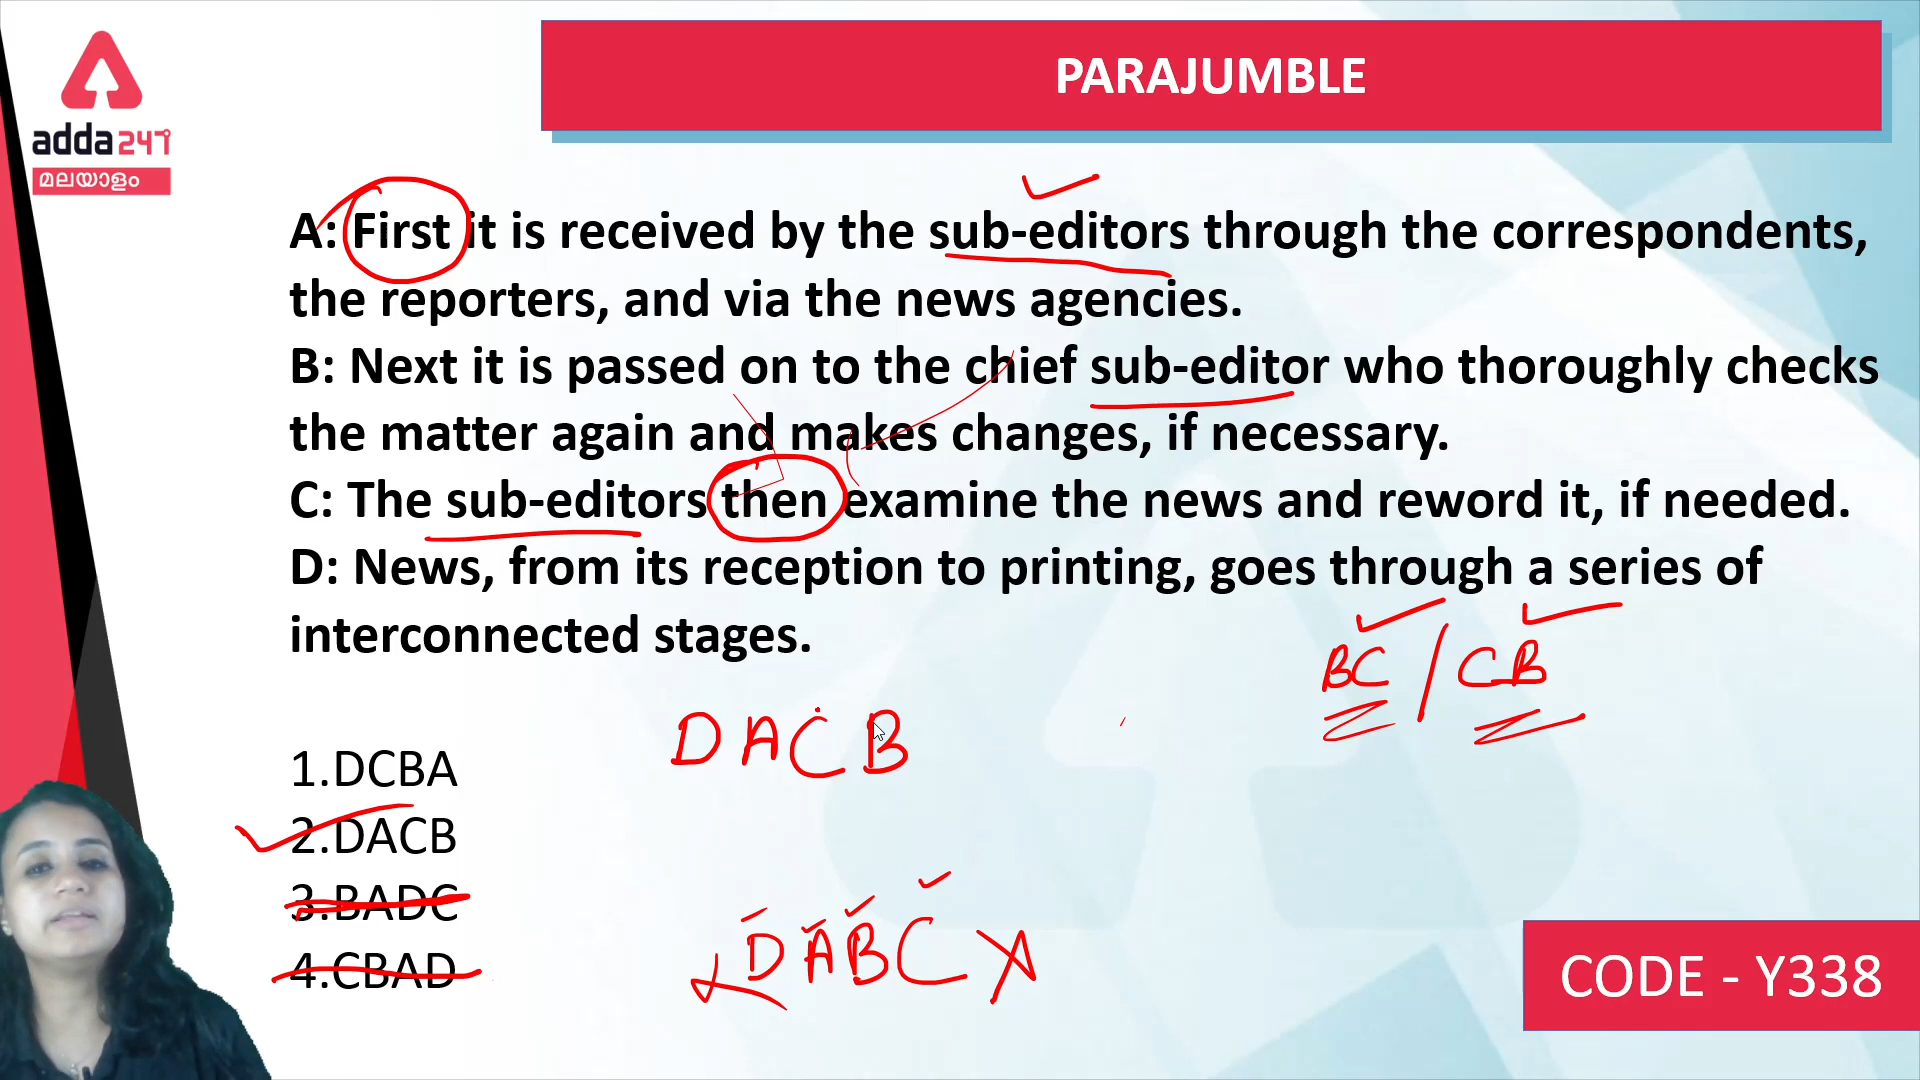 PARAJUMBLE
adda247
മലയാളം
A: First it is received by the sub-editors through the correspondents,
the reporters, and via the news agencies.
B: Next it is passed on to the chief sub-editor who thoroughly checks
the matter again and makes changes, if necessary.
C: The sub-editors then examine the news and reword it, if needed.
D: News, from its reception to printing, goes through a series of
interconnected stages.
BC / CB
DACB
1.DCBA
2.DACB
3.BADC
4.CBAD
DABC
CODE - Y338